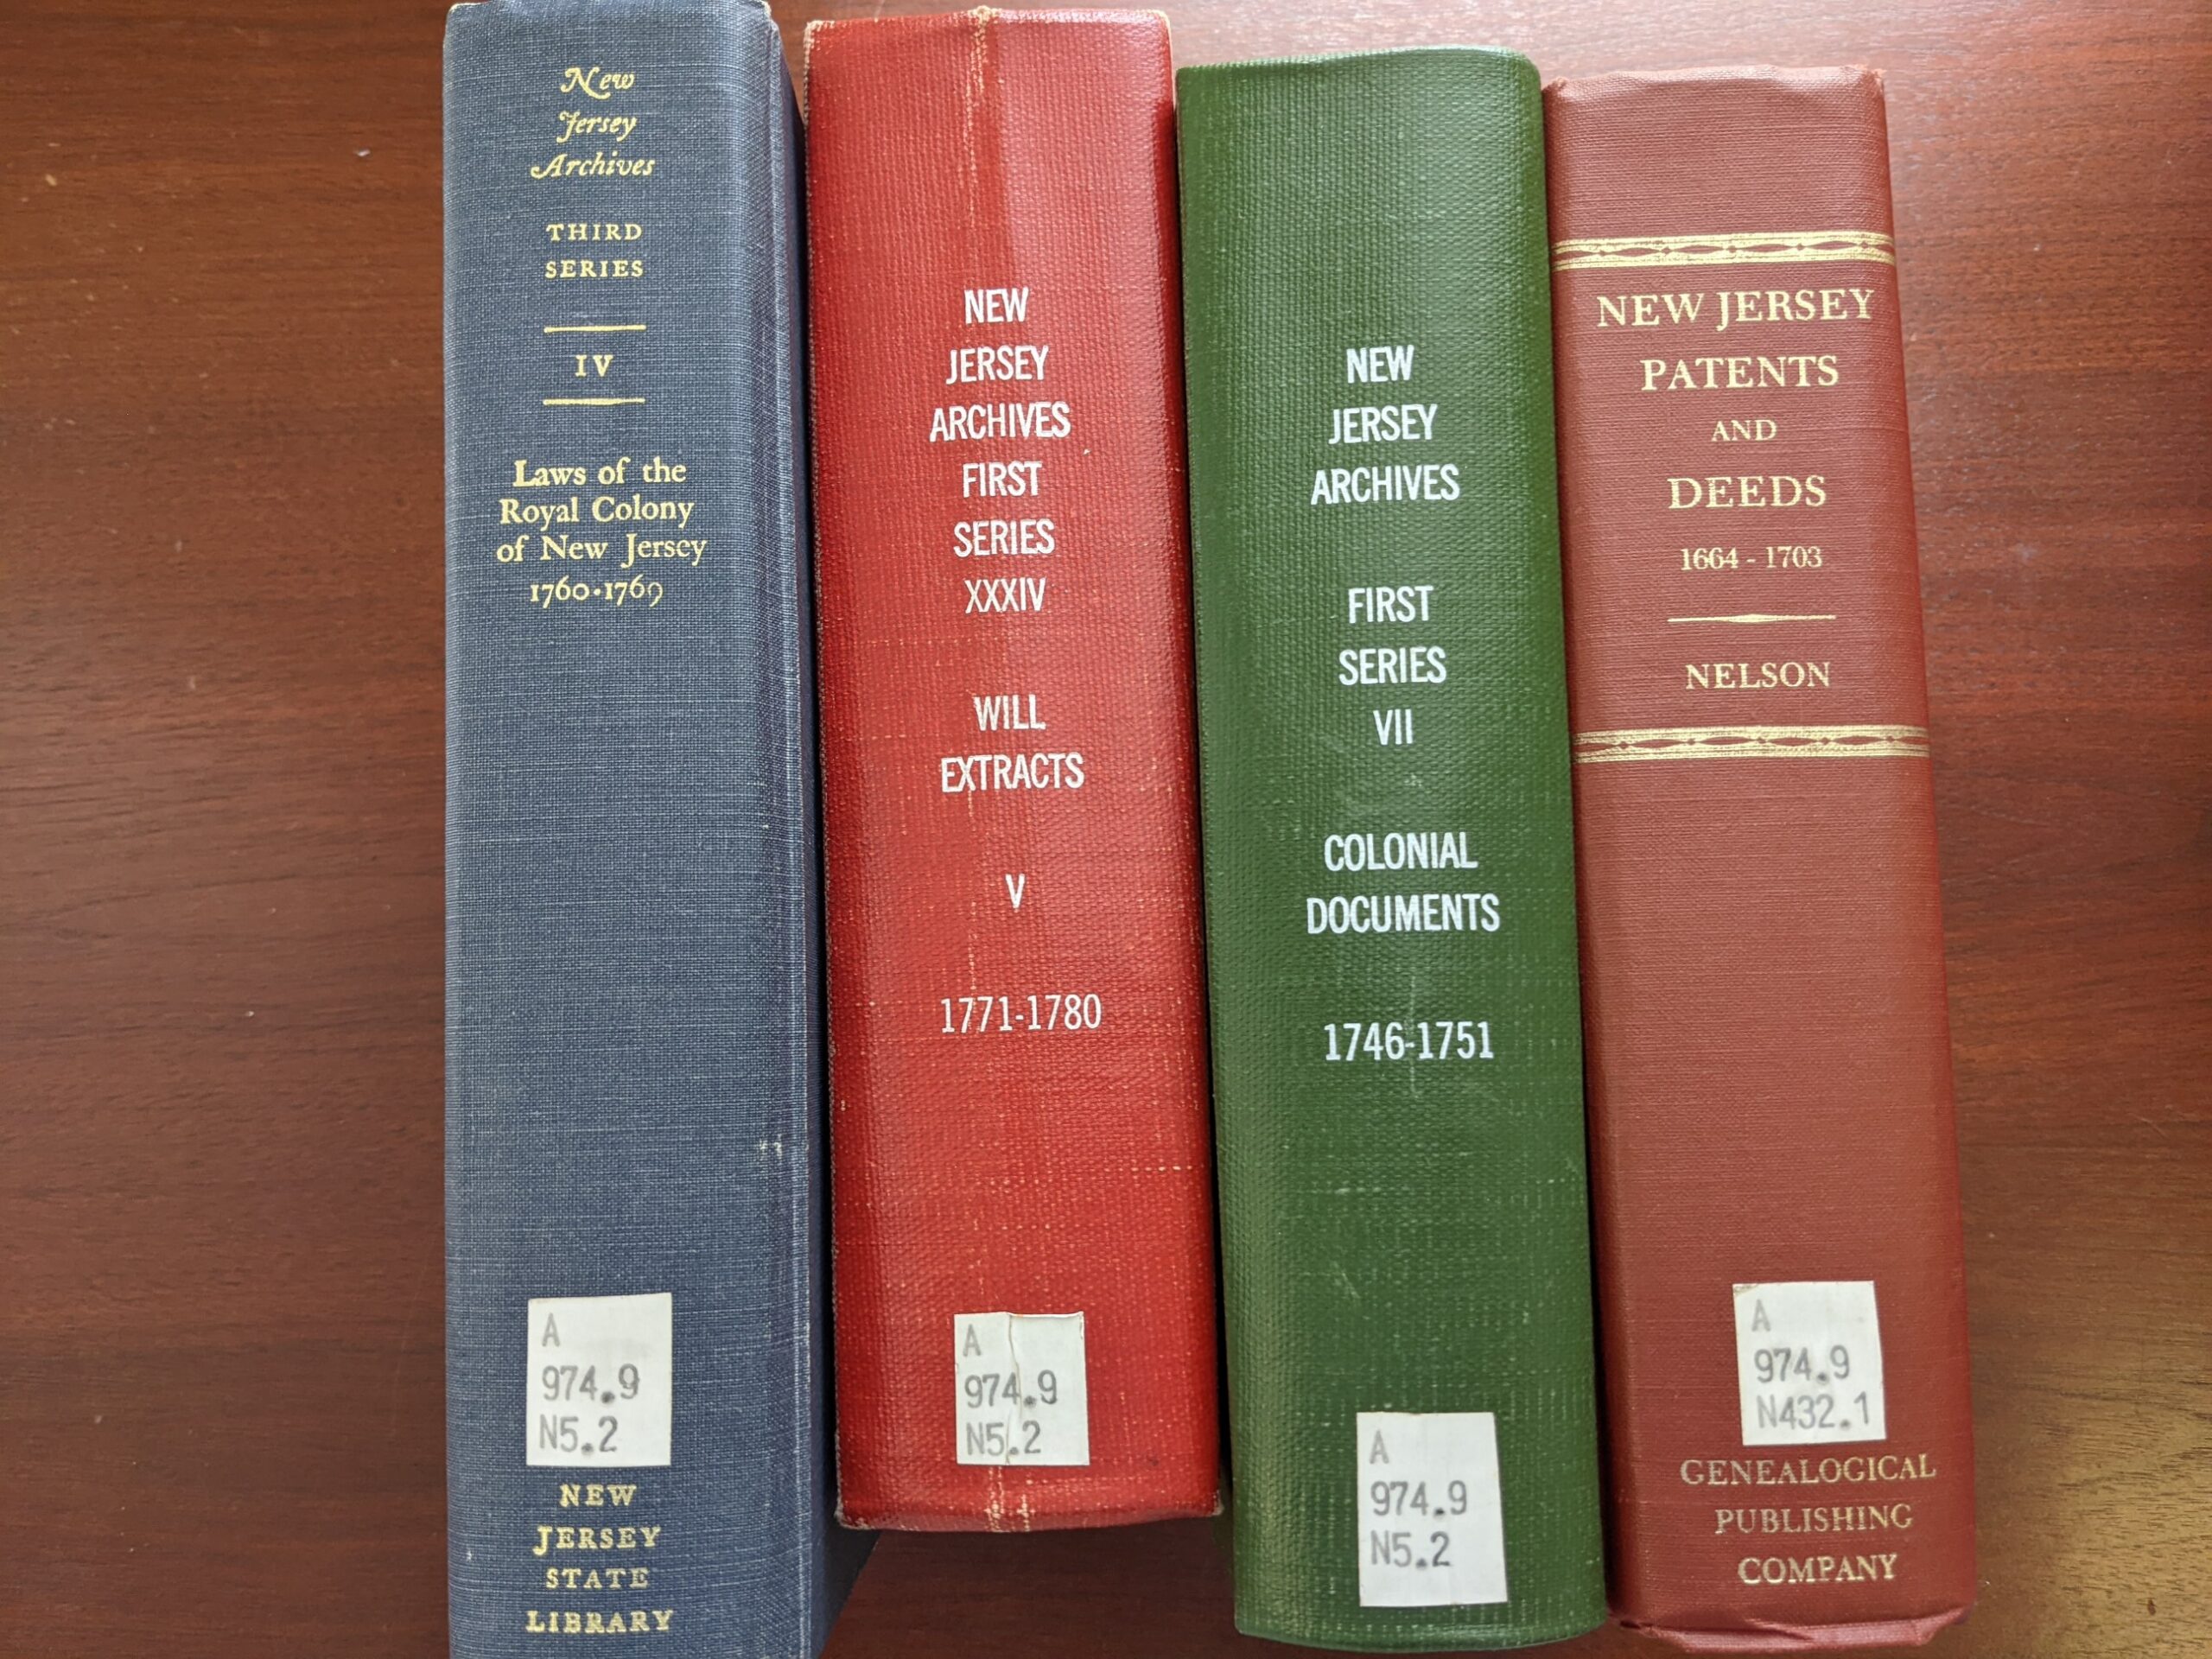 New
Jersey
Archives
THIRD
SERIES
IV
Laws of the
Royal Colony
of New Jersey
1760-1769
A
974.9
N5.2
NEW
JERSEY
STATE
LIBRARY
NEW
JERSEY
ARCHIVES
FIRST
SERIES
XXXIV
WILL
EXTRACTS
V
1771-1780
A
974.9
N5.2
NEW
JERSEY
ARCHIVES
FIRST
SERIES
VII
COLONIAL
DOCUMENTS
1746-1751
A
974.9
N5.2
NEW JERSEY
PATENTS
AND
DEEDS
1664 - 1703
NELSON
A
974.9
N432.1
GENEALOGICAL
PUBLISHING
COMPANY